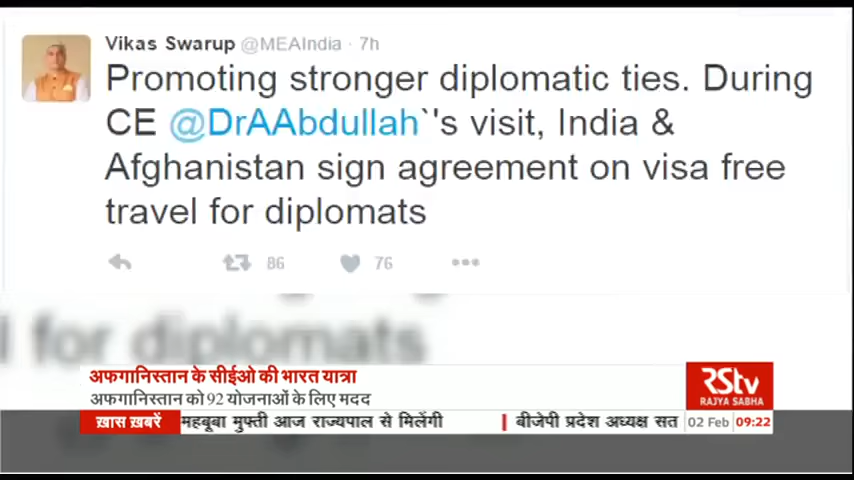 Vikas Swarup @MEAIndia · 7h
Promoting stronger diplomatic ties. During
CE @DrAAbdullah`'s visit, India &
Afghanistan sign agreement on visa free
travel for diplomats
86 76
l for diplomats
अफगानिस्तान के सीईओ की भारत यात्रा
अफगानिस्तान को 92 योजनाओं के लिए मदद
RStv
RAJYA SABHA
ख़ास ख़बरें महबूबा मुफ्ती आज राज्यपाल से मिलेंगी बीजेपी प्रदेश अध्यक्ष सत 02 Feb 09:22